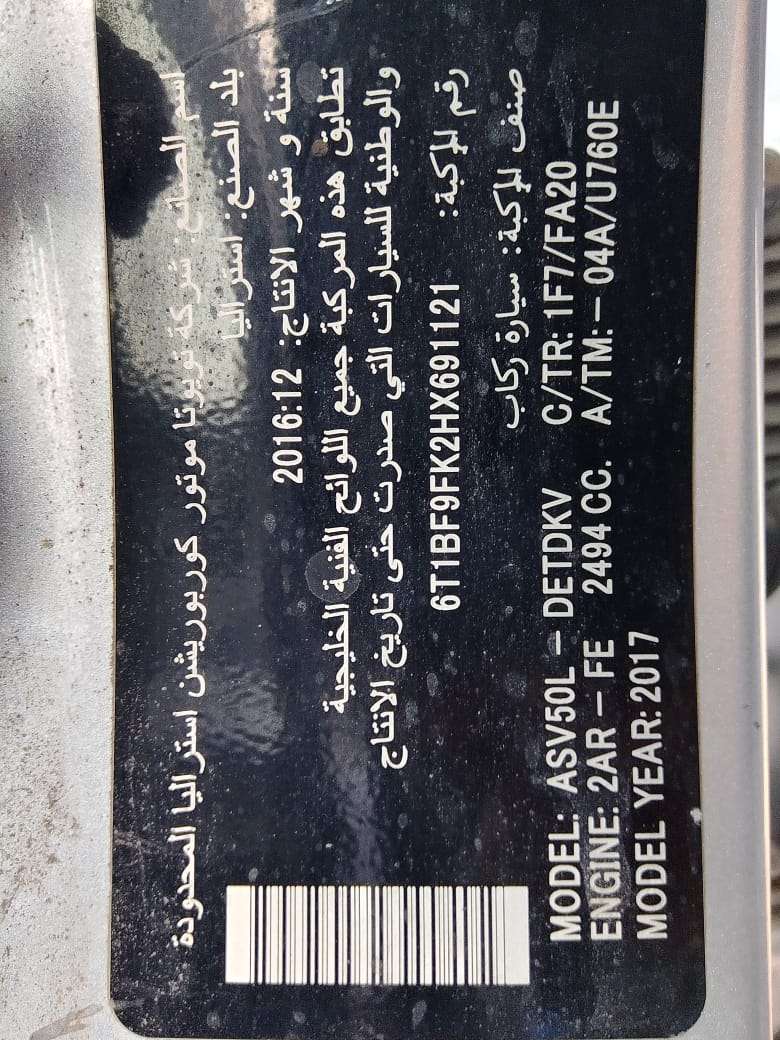 اسم الصانع: شركة تويوتا موتور كوربوريشن استراليا المحدودة
بلد الصنع: استراليا
سنة و شهر الانتاج: 2016:12
تطابق هذه المركبة جميع اللوائح الفنية الخليجية
والوطنية للسيارات التي صدرت حتى تاريخ الانتاج
رقم المركبة: 6T1BF9FK2HX691121
صنف المركبة: سيارة ركاب
MODEL: ASV50L – DETDKV C/TR: 1F7/FA20
ENGINE: 2AR – FE 2494 CC. A/TM: – 04A/U760E
MODEL YEAR: 2017